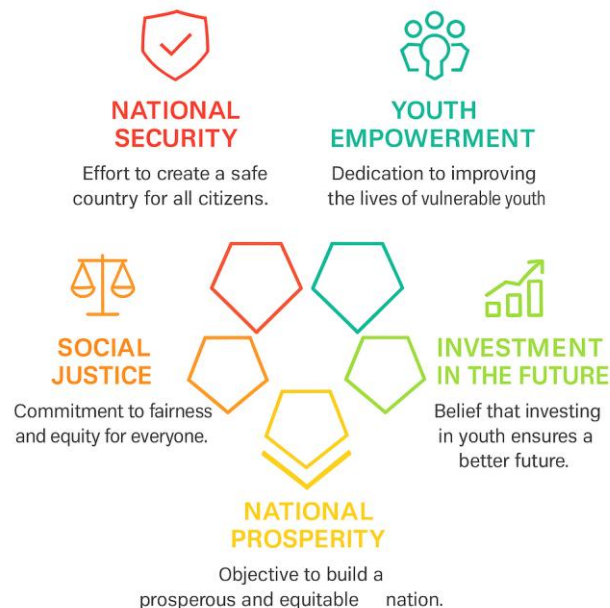 NATIONAL
SECURITY
Effort to create a safe
country for all citizens.
YOUTH
EMPOWERMENT
Dedication to improving
the lives of vulnerable youth
SOCIAL
JUSTICE
Commitment to fairness
and equity for everyone.
INVESTMENT
IN THE FUTURE
Belief that investing
in youth ensures a
better future.
NATIONAL
PROSPERITY
Objective to build a
prosperous and equitable nation.